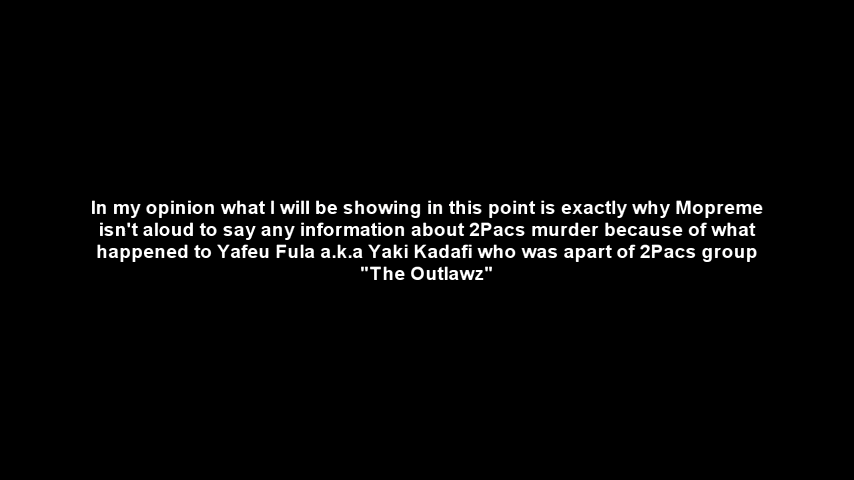 In my opinion what I will be showing in this point is exactly why Mopreme
isn't aloud to say any information about 2Pacs murder because of what
happened to Yafeu Fula a.k.a Yaki Kadafi who was apart of 2Pacs group
"The Outlawz"